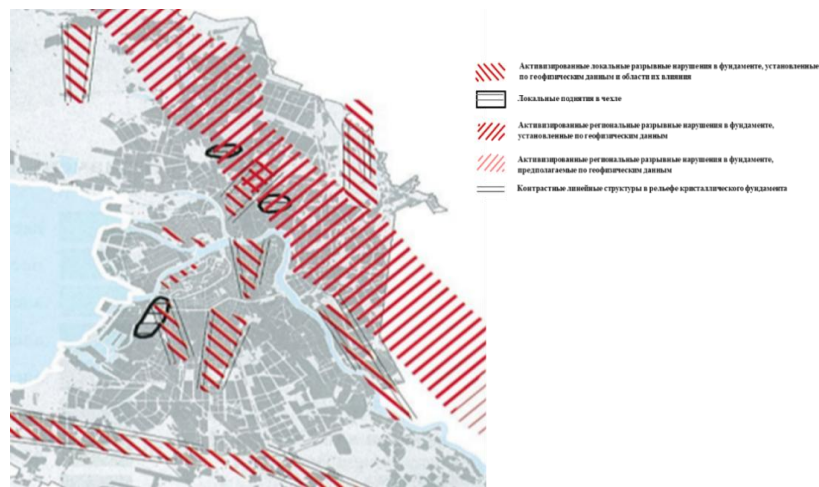 Активизированные локальные разрывные нарушения в фундаменте, установленные
по геофизическим данным и области их влияния
Локальные поднятия в чехле
Активизированные региональные разрывные нарушения в фундаменте,
установленные по геофизическим данным
Активизированные региональные разрывные нарушения в фундаменте,
предполагаемые по геофизическим данным
Контрастные линейные структуры в рельефе кристаллического фундамента